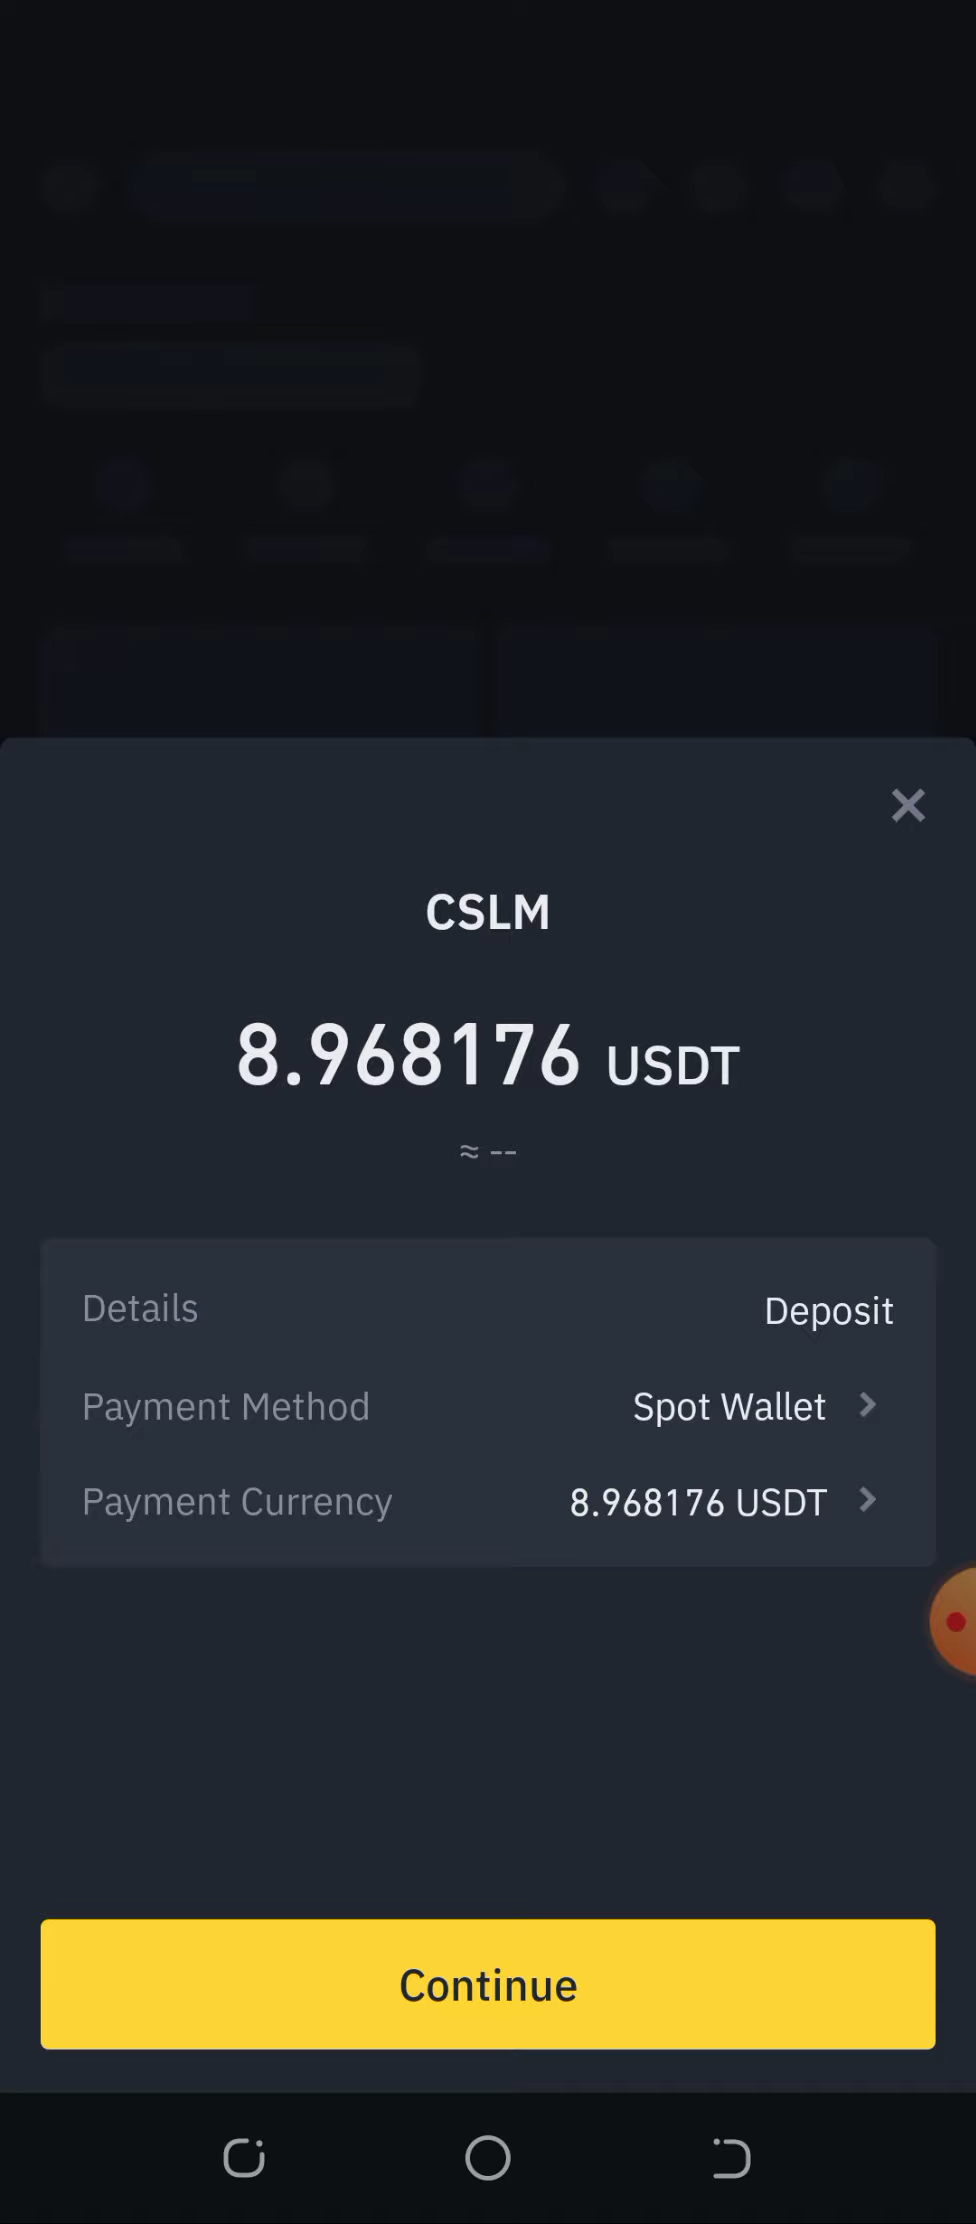 CSLM
8.968176 USDT
≈ --
Details Deposit
Payment Method Spot Wallet
Payment Currency 8.968176 USDT
Continue